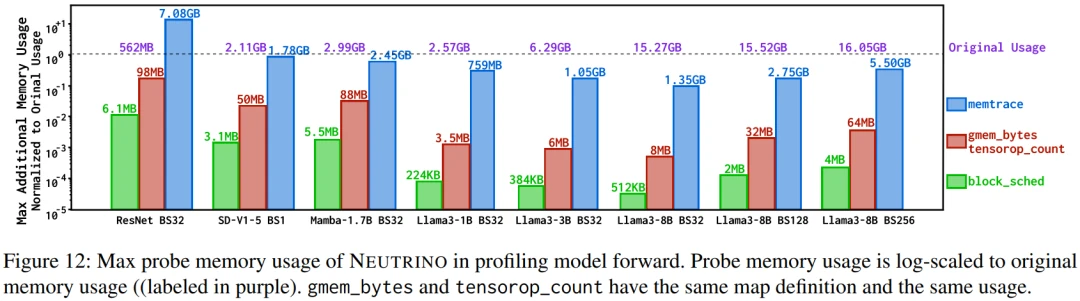 Max Additional Memory Usage
Normalized to Orinal Usage
10+1
100
10-1
10-2
10-3
10-4
10-5
562MB
2.11GB
2.99GB
2.57GB
6.29GB
15.27GB
15.52GB
16.05GB
Original Usage
6.1MB
98MB
7.08GB
3.1MB
50MB
1.78GB
5.5MB
88MB
2.45GB
224KB
3.5MB
759MB
384KB
6MB
1.05GB
512KB
8MB
1.35GB
2MB
32MB
2.75GB
4MB
64MB
5.50GB
memtrace
gmem_bytes
tensorop_count
block_sched
ResNet BS32
SD-V1-5 BS1
Mamba-1.7B BS32
Llama3-1B BS32
Llama3-3B BS32
Llama3-8B BS32
Llama3-8B BS128
Llama3-8B BS256
Figure 12: Max probe memory usage of NEUTRINO in profiling model forward. Probe memory usage is log-scaled to original
memory usage ((labeled in purple). gmem_bytes and tensorop_count have the same map definition and the same usage.